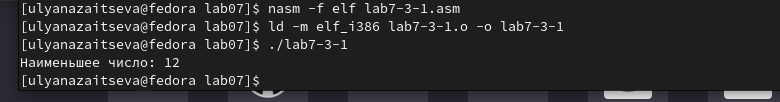 [ulyanazaitseva@fedora lab07]$ nasm -f elf lab7-3-1.asm
[ulyanazaitseva@fedora lab07]$ ld -m elf_i386 lab7-3-1.o -o lab7-3-1
[ulyanazaitseva@fedora lab07]$ ./lab7-3-1
Наименьшее число: 12
[ulyanazaitseva@fedora lab07]$